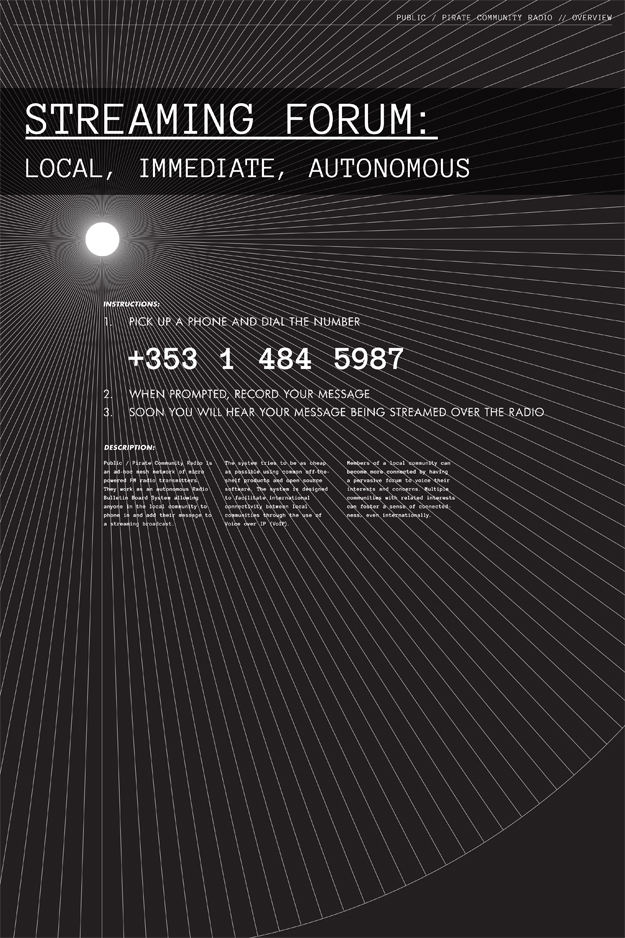 PUBLIC / PIRATE COMMUNITY RADIO // OVERVIEW
STREAMING FORUM:
LOCAL, IMMEDIATE, AUTONOMOUS
INSTRUCTIONS:
1. PICK UP A PHONE AND DIAL THE NUMBER
+353 1 484 5987
2. WHEN PROMPTED, RECORD YOUR MESSAGE
3. SOON YOU WILL HEAR YOUR MESSAGE BEING STREAMED OVER THE RADIO
DESCRIPTION:
Public / Pirate Community Radio is
an ad-hoc mesh network of micro
powered FM radio transmitters.
They work as an autonomous Radio
Bulletin Board System allowing
anyone in the local community to
phone in and add their message to
a streaming broadcast.
The system tries to be as cheap
as possible using common off-the-
shelf products and open source
software. The system is designed
to facilitate international
connectivity between local
communities through the use of
Voice over IP (VoIP).
Members of a local community can
become more connected by having
a pervasive forum to voice their
interests and concerns. Multiple
communities with related interests
can foster a sense of connected-
ness, even internationally.